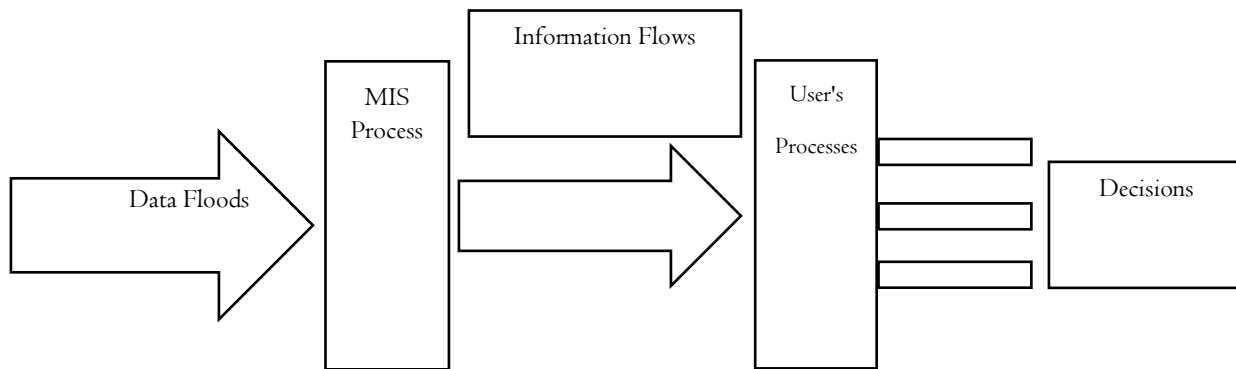 Data Floods
MIS
Process
Information Flows
User's
Processes
Decisions